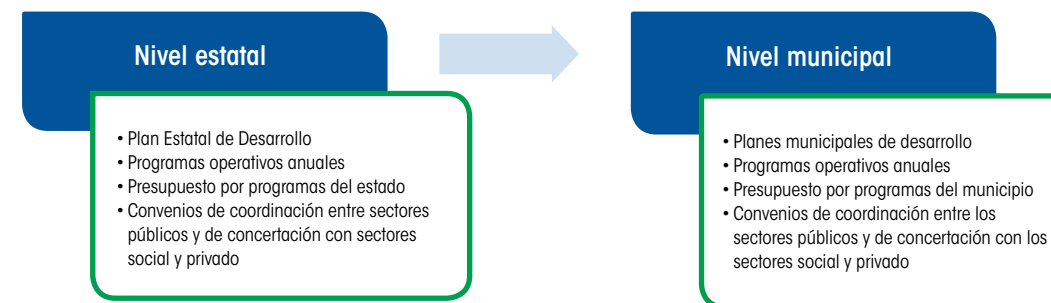 Nivel estatal
• Plan Estatal de Desarrollo
• Programas operativos anuales
• Presupuesto por programas del estado
• Convenios de coordinación entre sectores
públicos y de concertación con sectores
social y privado
Nivel municipal
• Planes municipales de desarrollo
• Programas operativos anuales
• Presupuesto por programas del municipio
• Convenios de coordinación entre los
sectores públicos y de concertación con los
sectores social y privado